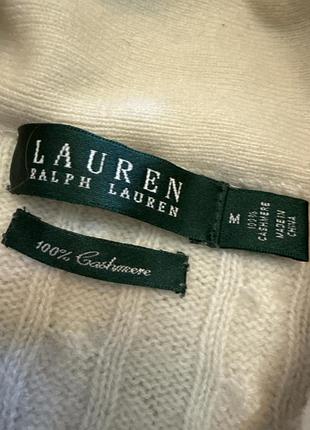 LAUREN
RALPH LAUREN
M
100%
CASHMERE
MADE IN
CHINA
100% Cashmere